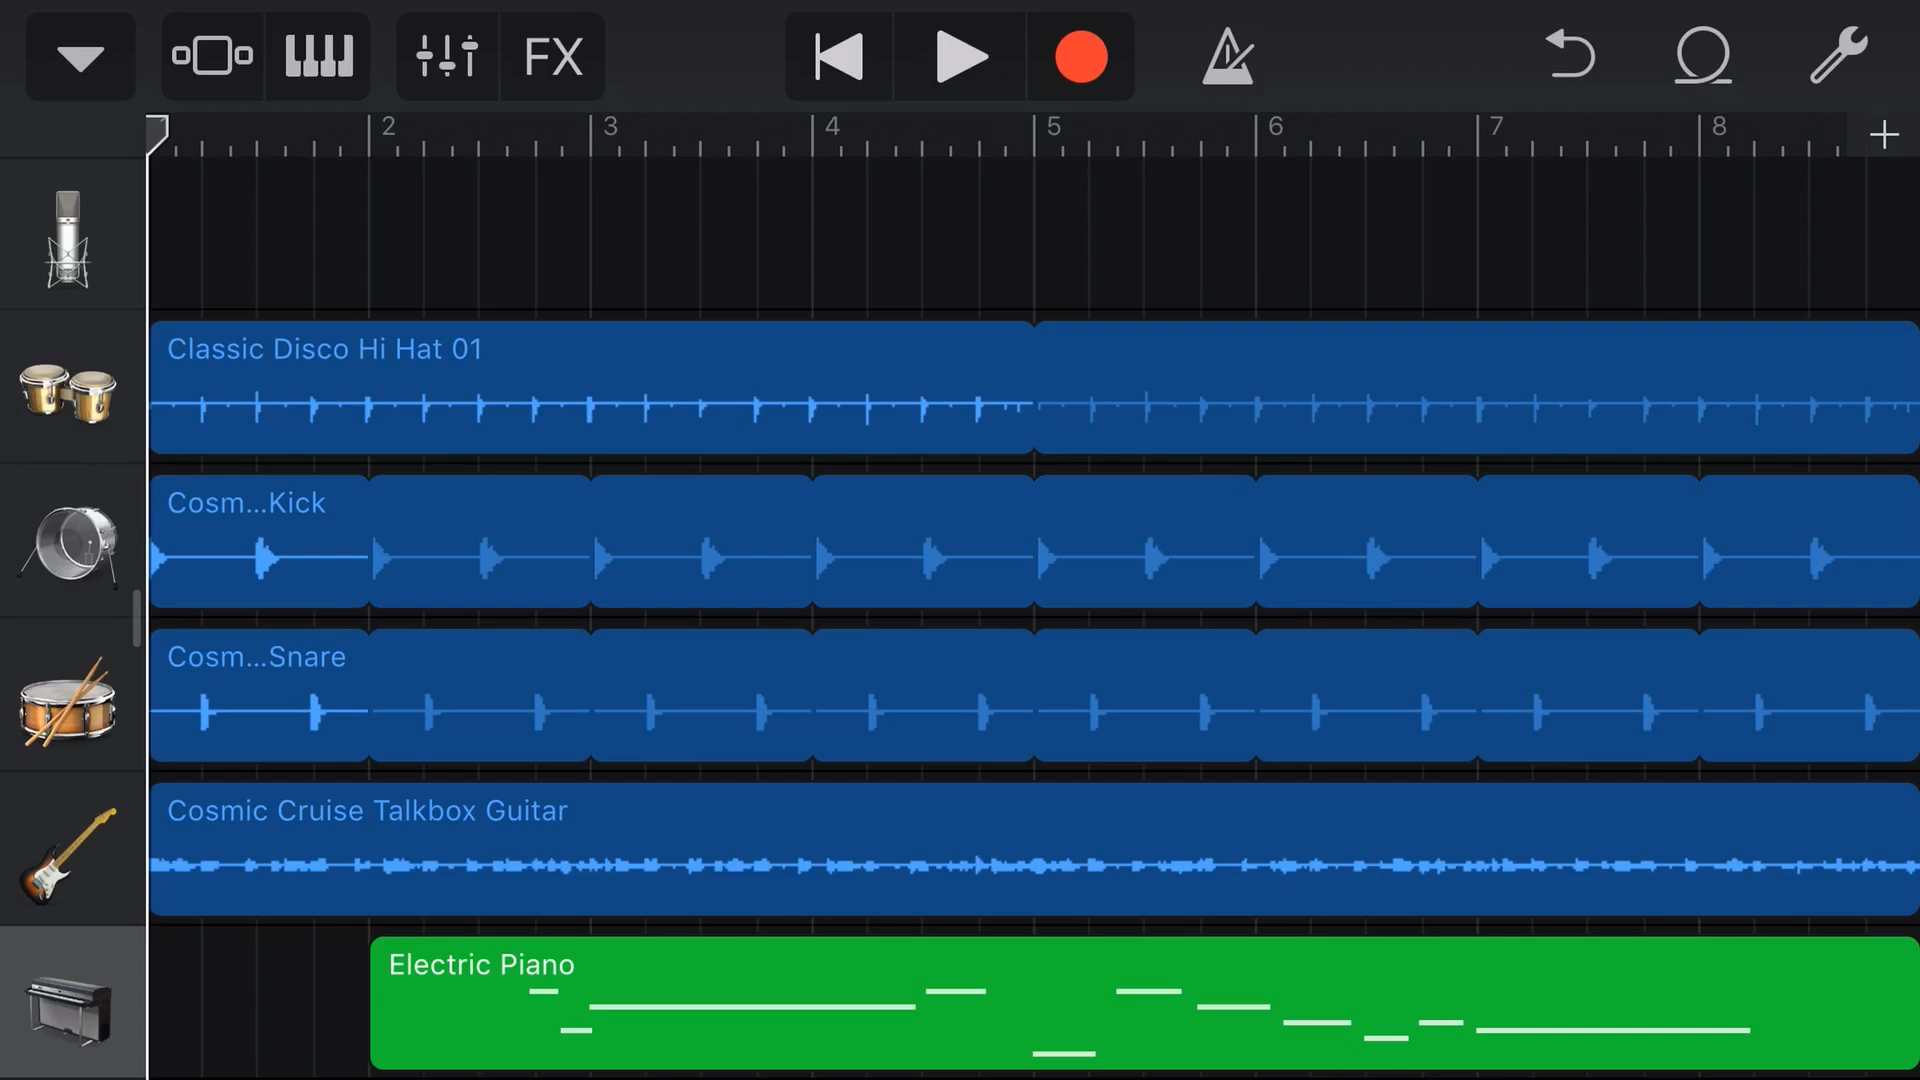 FX
2 3 4 5 6 7 8 +
Classic Disco Hi Hat 01
Cosm...Kick
Cosm...Snare
Cosmic Cruise Talkbox Guitar
Electric Piano